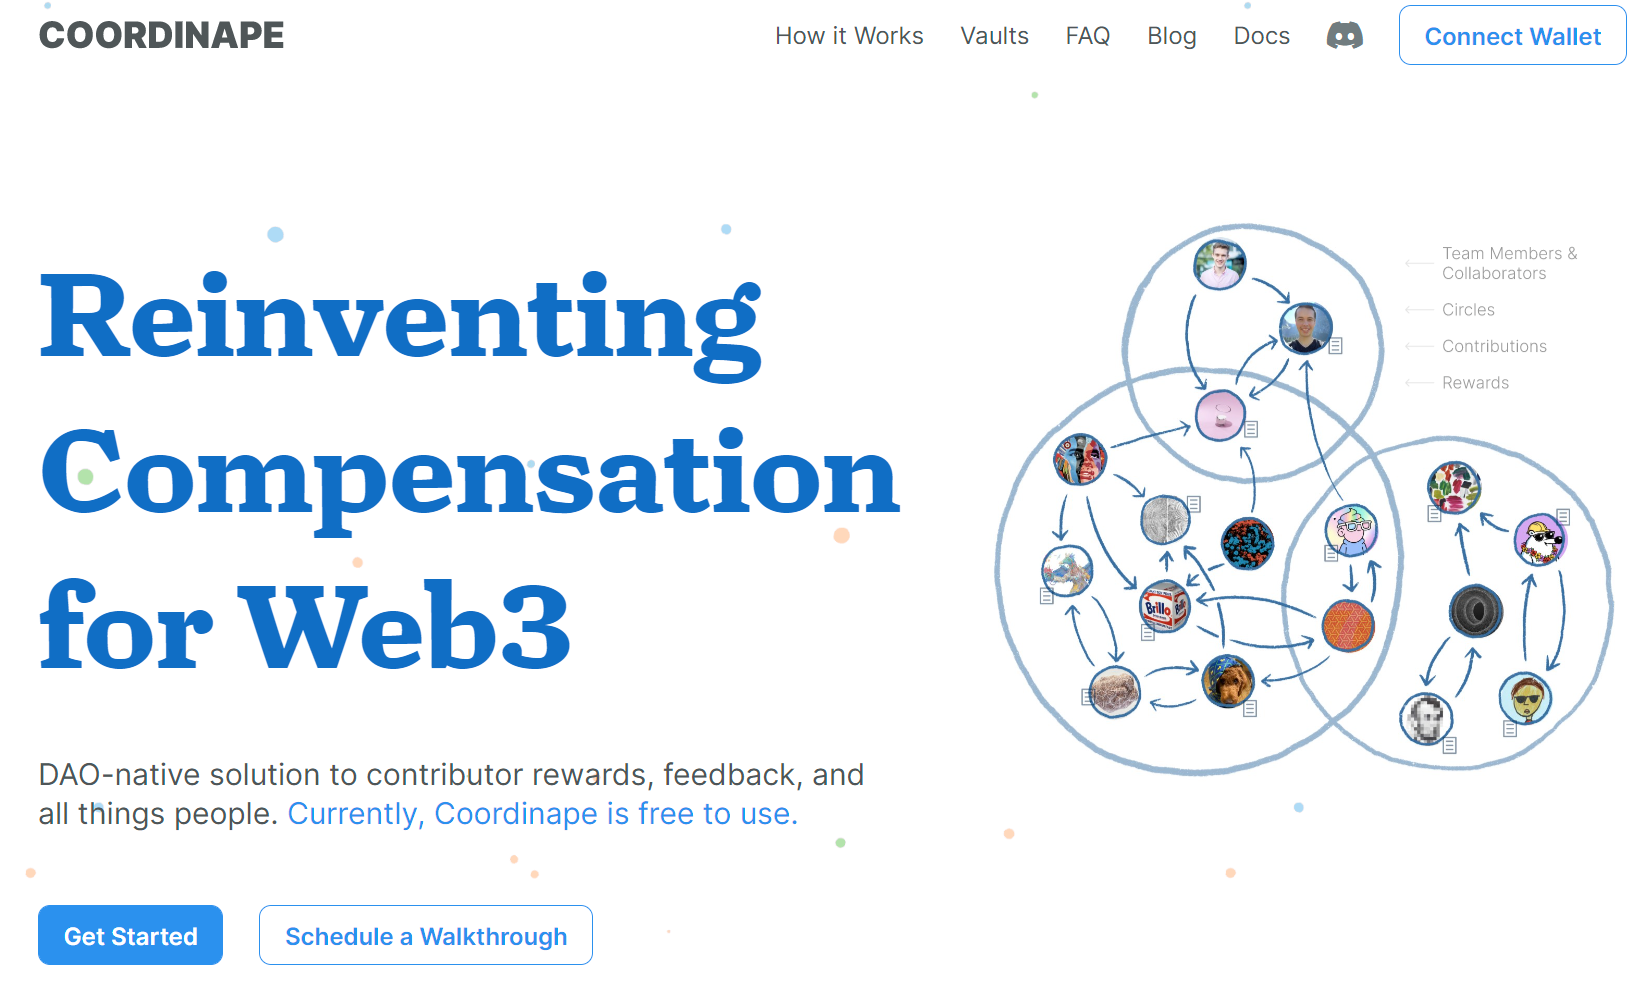 COORDINAPE
How it Works
Vaults
FAQ
Blog
Docs
Connect Wallet
Reinventing
Compensation
for Web3
DAO-native solution to contributor rewards, feedback, and
all things people. Currently, Coordinape is free to use.
Get Started
Schedule a Walkthrough
Team Members &
Collaborators
Circles
Contributions
Rewards
Brillo